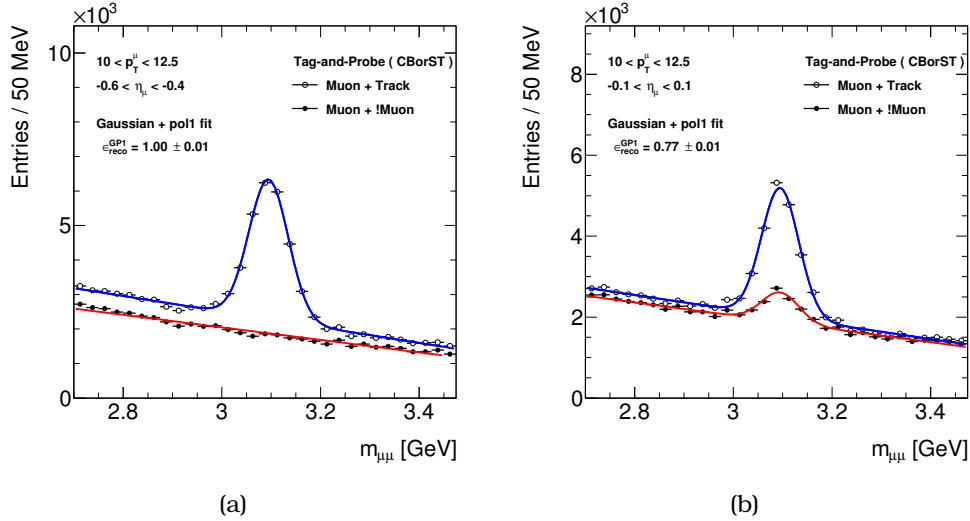 ×10³
Entries / 50 MeV
10
5
0
10 < p_T^μ < 12.5
-0.6 < η_μ < -0.4
Gaussian + pol1 fit
ϵ_reco^GP1 = 1.00 ± 0.01
Tag-and-Probe ( CBorST )
Muon + Track
Muon + !Muon
2.8 3 3.2 3.4
m_μμ [GeV]
(a)
×10³
Entries / 50 MeV
8
6
4
2
0
10 < p_T^μ < 12.5
-0.1 < η_μ < 0.1
Gaussian + pol1 fit
ϵ_reco^GP1 = 0.77 ± 0.01
Tag-and-Probe ( CBorST )
Muon + Track
Muon + !Muon
2.8 3 3.2 3.4
m_μμ [GeV]
(b)